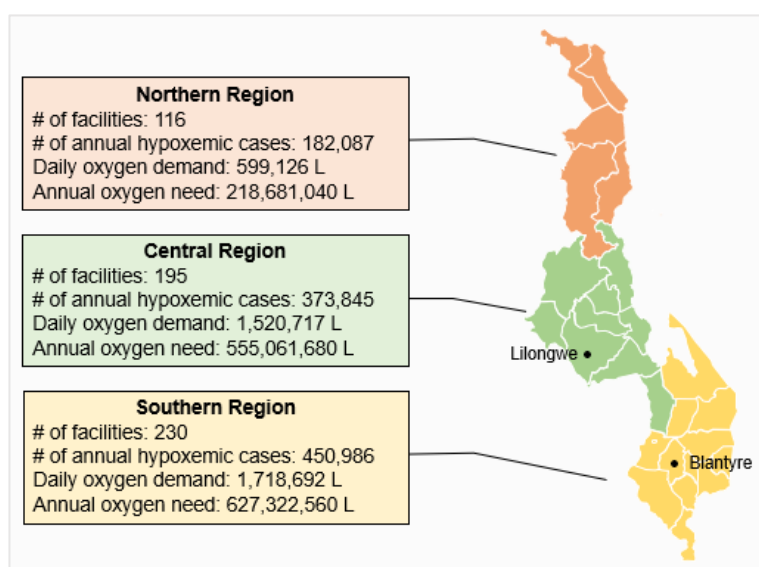 Northern Region
# of facilities: 116
# of annual hypoxemic cases: 182,087
Daily oxygen demand: 599,126 L
Annual oxygen need: 218,681,040 L
Central Region
# of facilities: 195
# of annual hypoxemic cases: 373,845
Daily oxygen demand: 1,520,717 L
Annual oxygen need: 555,061,680 L
Lilongwe
Southern Region
# of facilities: 230
# of annual hypoxemic cases: 450,986
Daily oxygen demand: 1,718,692 L
Annual oxygen need: 627,322,560 L
Blantyre